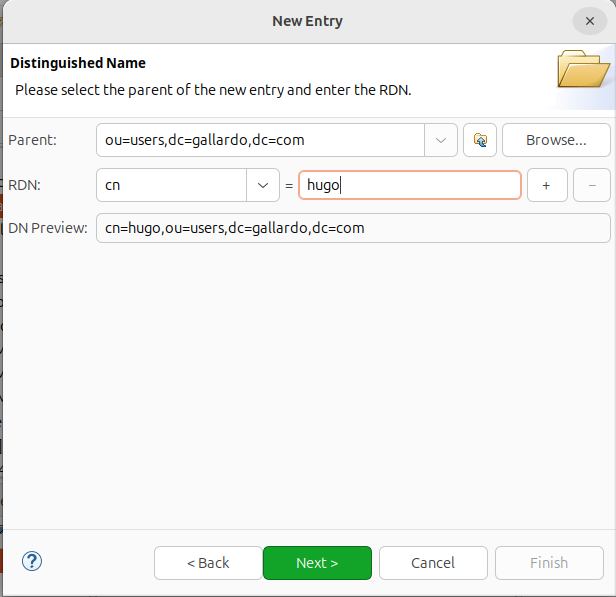 New Entry
Distinguished Name
Please select the parent of the new entry and enter the RDN.
Parent: ou=users,dc=gallardo,dc=com Browse...
RDN: cn = hugo + −
DN Preview: cn=hugo,ou=users,dc=gallardo,dc=com
? < Back Next > Cancel Finish